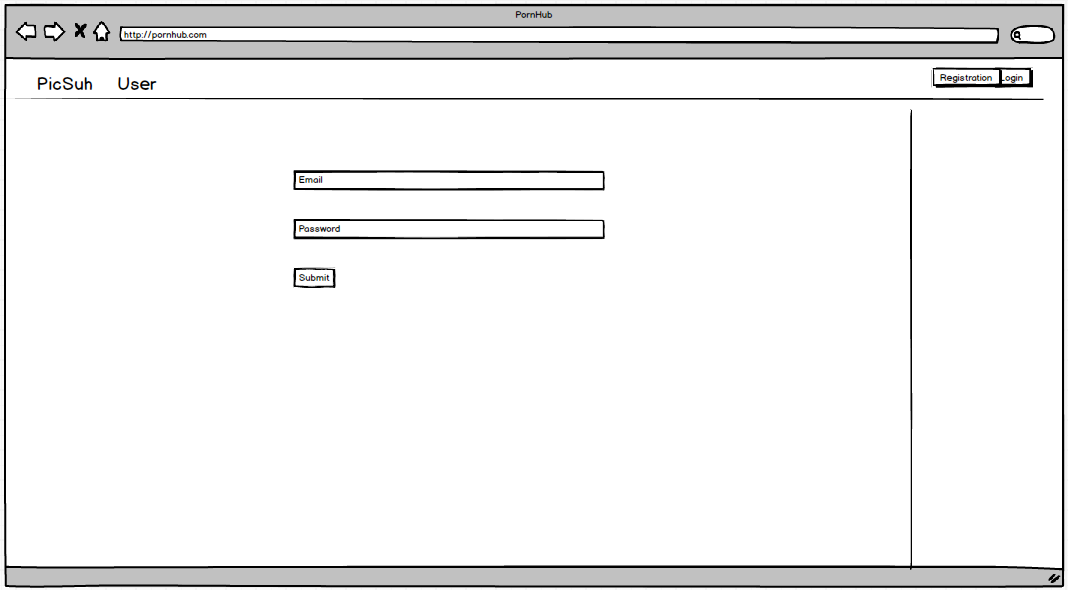 PornHub
http://pornhub.com
PicSuh User
Registration Login
Email
Password
Submit